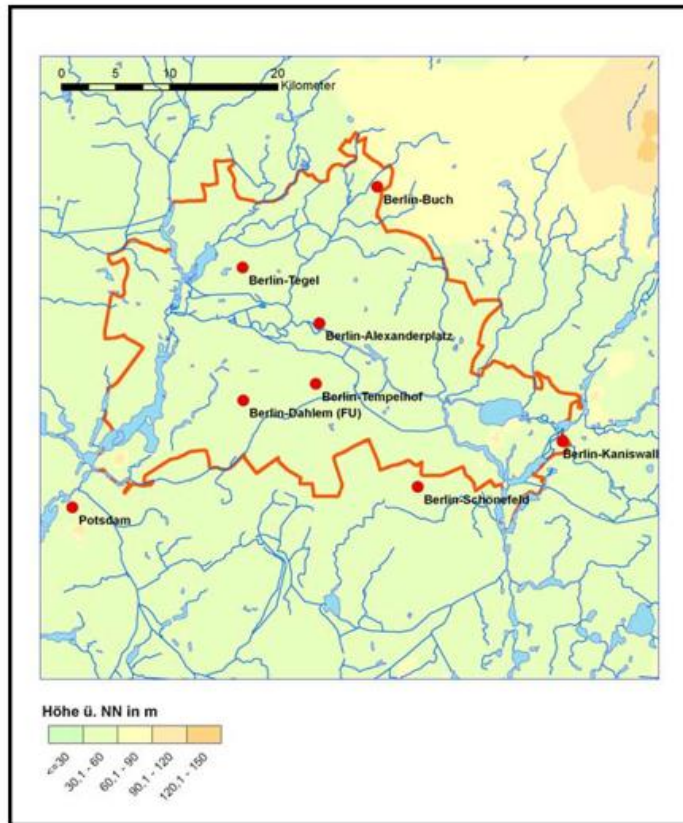 0 5 10 20
Kilometer
Berlin-Buch
Berlin-Tegel
Berlin-Alexanderplatz
Berlin-Tempelhof
Berlin-Dahlem (FU)
Berlin-Kaniswall
Berlin-Schönefeld
Potsdam
Höhe ü. NN in m
<=30
30,1 - 60
60,1 - 90
90,1 - 120
120,1 - 150